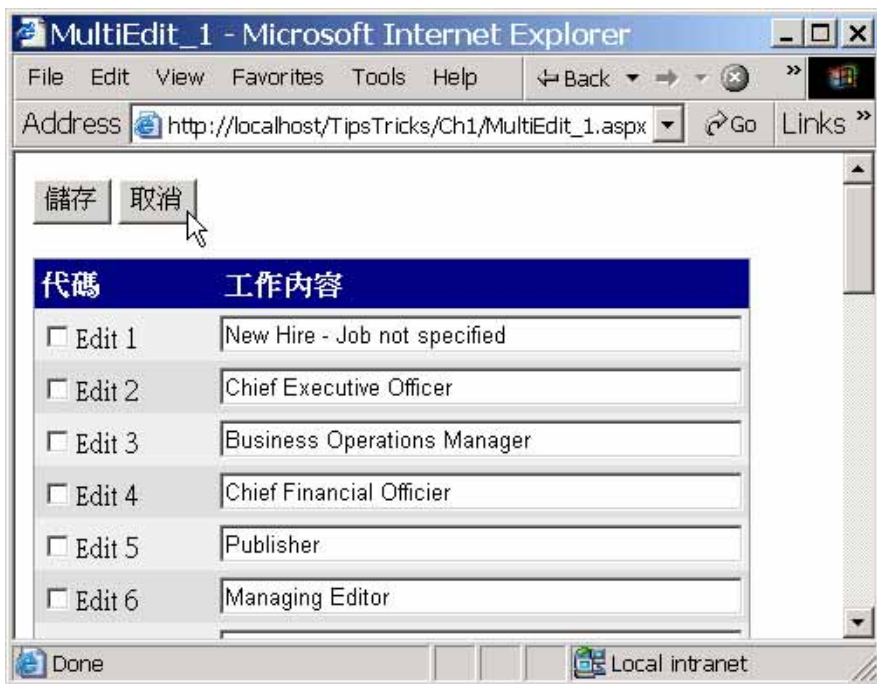 MultiEdit_1 - Microsoft Internet Explorer
File Edit View Favorites Tools Help Back »
Address http://localhost/TipsTricks/Ch1/MultiEdit_1.aspx Go Links »
儲存 取消
代碼 工作內容
Edit 1 New Hire - Job not specified
Edit 2 Chief Executive Officer
Edit 3 Business Operations Manager
Edit 4 Chief Financial Officier
Edit 5 Publisher
Edit 6 Managing Editor
Done Local intranet